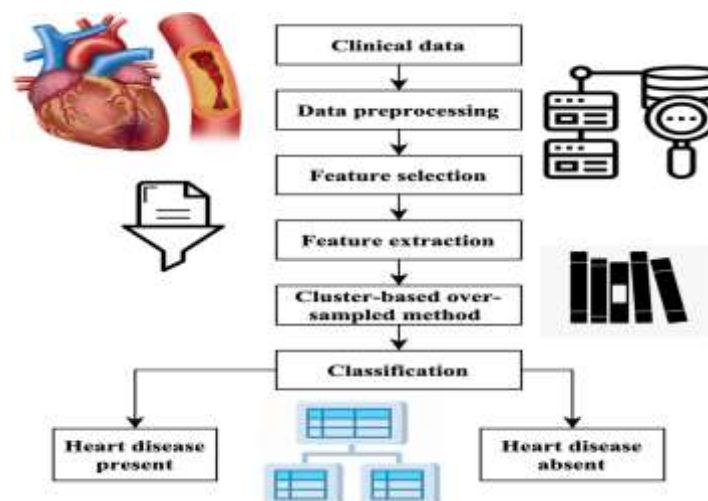 Clinical data
Data preprocessing
Feature selection
Feature extraction
Cluster-based over-
sampled method
Classification
Heart disease
present
Heart disease
absent